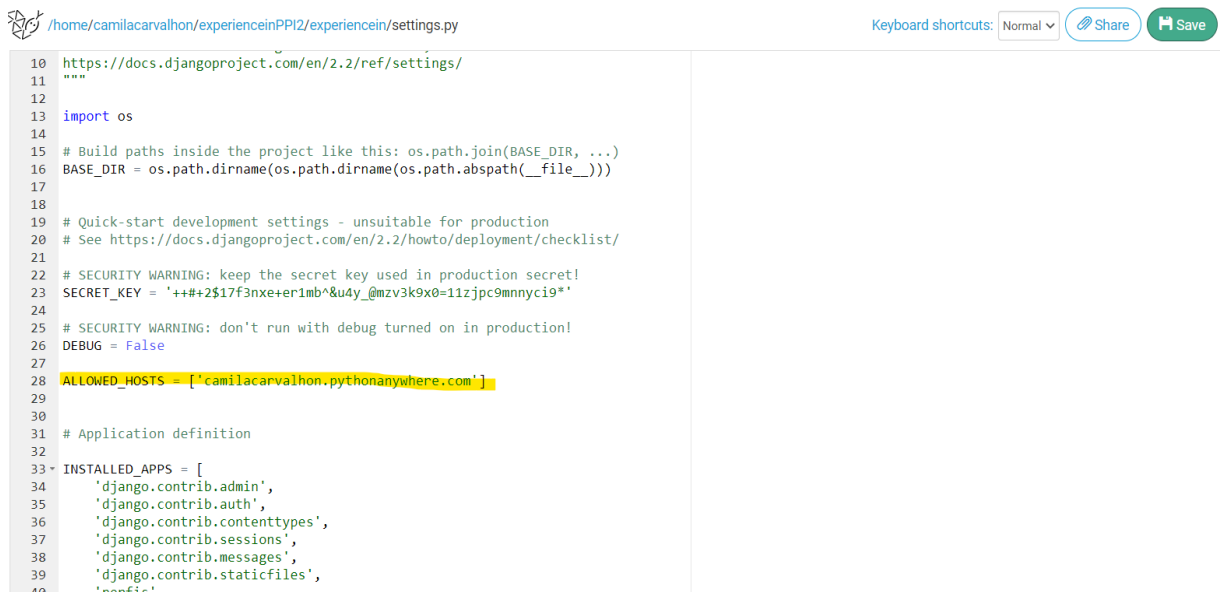 /home/camilacarvalhon/experienceinPPI2/experiencein/settings.py
Keyboard shortcuts: Normal Share Save
10 https://docs.djangoproject.com/en/2.2/ref/settings/
11 """
12
13 import os
14
15 # Build paths inside the project like this: os.path.join(BASE_DIR, ...)
16 BASE_DIR = os.path.dirname(os.path.dirname(os.path.abspath(__file__)))
17
18
19 # Quick-start development settings - unsuitable for production
20 # See https://docs.djangoproject.com/en/2.2/howto/deployment/checklist/
21
22 # SECURITY WARNING: keep the secret key used in production secret!
23 SECRET_KEY = '++#+2$17f3nxe+er1mb^&u4y_@mzv3k9x0=11zjpc9mnnyci9*'
24
25 # SECURITY WARNING: don't run with debug turned on in production!
26 DEBUG = False
27
28 ALLOWED_HOSTS = ['camilacarvalhon.pythonanywhere.com']
29
30
31 # Application definition
32
33 INSTALLED_APPS = [
34 'django.contrib.admin',
35 'django.contrib.auth',
36 'django.contrib.contenttypes',
37 'django.contrib.sessions',
38 'django.contrib.messages',
39 'django.contrib.staticfiles',